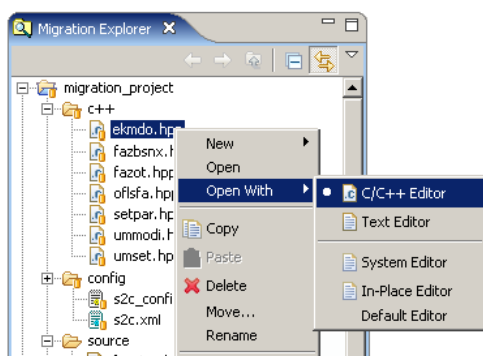 Migration Explorer
migration_project
c++
ekmdo.hpp
fazbsnx.h
fazot.hpp
oflsfa.hpp
setpar.hp
ummodi.h
umset.hp
config
s2c_confi
s2c.xml
source
New
Open
Open With
Copy
Paste
Delete
Move...
Rename
C/C++ Editor
Text Editor
System Editor
In-Place Editor
Default Editor